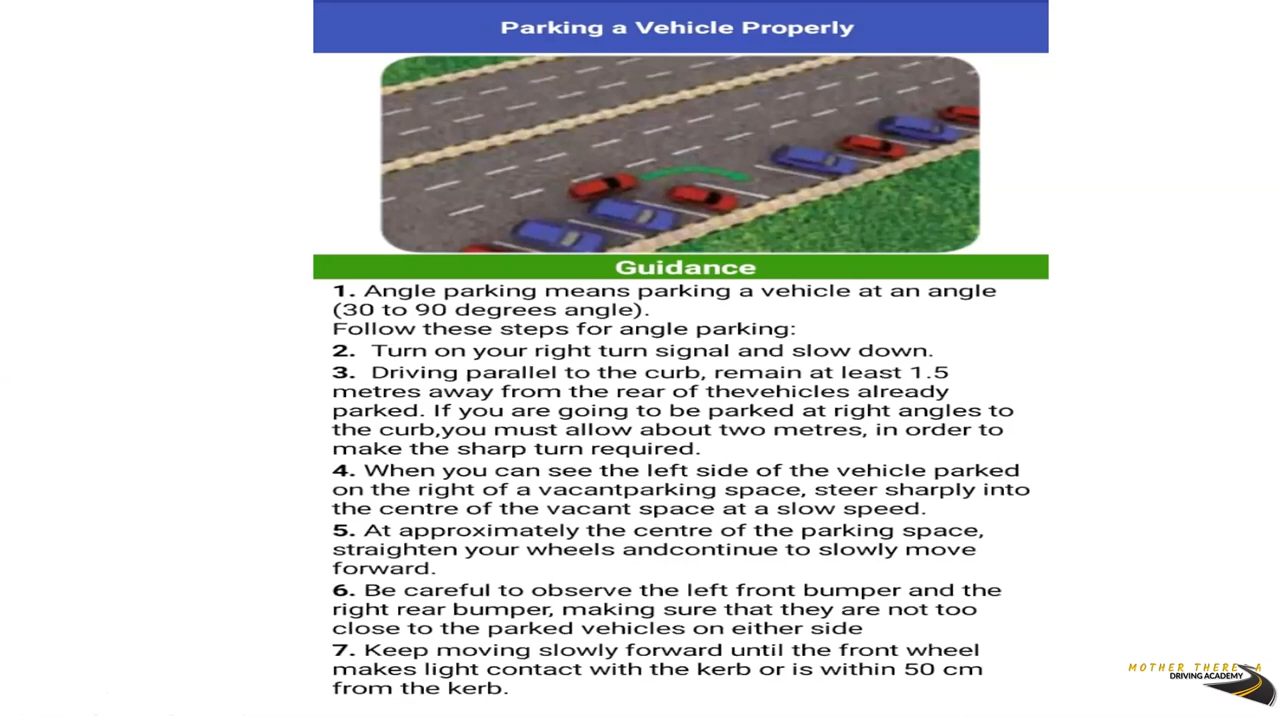 Parking a Vehicle Properly
Guidance
1. Angle parking means parking a vehicle at an angle
(30 to 90 degrees angle).
Follow these steps for angle parking:
2. Turn on your right turn signal and slow down.
3. Driving parallel to the curb, remain at least 1.5
metres away from the rear of thevehicles already
parked. If you are going to be parked at right angles to
the curb,you must allow about two metres, in order to
make the sharp turn required.
4. When you can see the left side of the vehicle parked
on the right of a vacantparking space, steer sharply into
the centre of the vacant space at a slow speed.
5. At approximately the centre of the parking space,
straighten your wheels andcontinue to slowly move
forward.
6. Be careful to observe the left front bumper and the
right rear bumper, making sure that they are not too
close to the parked vehicles on either side
7. Keep moving slowly forward until the front wheel
makes light contact with the kerb or is within 50 cm
from the kerb.
MOTHER THERE A
DRIVING ACADEMY